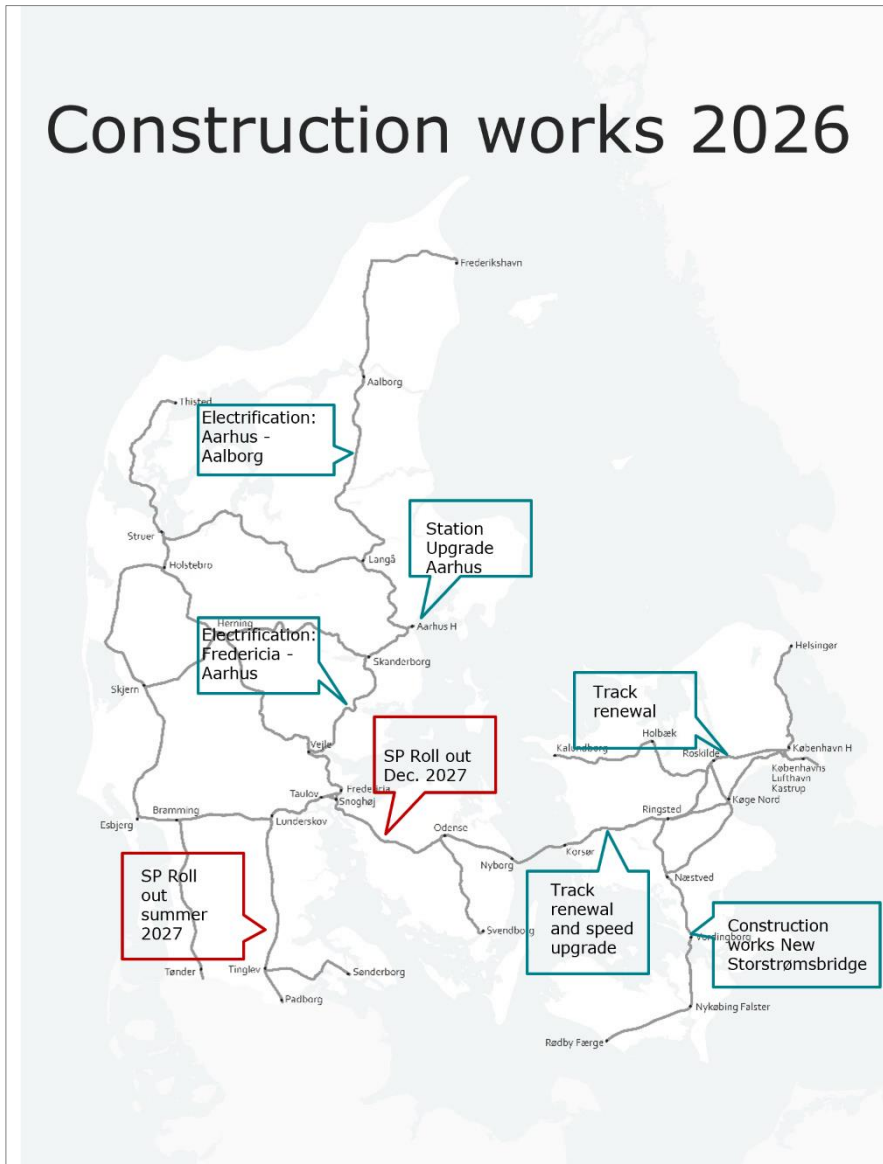 Construction works 2026
Frederikshavn
Aalborg
Thisted
Electrification:
Aarhus -
Aalborg
Station
Upgrade
Aarhus
Struer
Langå
Holstebro
Herning
Aarhus H
Electrification:
Fredericia -
Aarhus
Skanderborg
Helsingør
Skjern
Track
renewal
Holbæk
Kalundborg
Roskilde
København H
Københavns
Lufthavn
Kastrup
Vejle
SP Roll out
Dec. 2027
Fredericia
Taulov
Snoghøj
Køge Nord
Esbjerg
Brømming
Lunderskov
Ringsted
Odense
Korsør
Nyborg
SP Roll
out
summer
2027
Næstved
Track
renewal
and speed
upgrade
Svendborg
Construction
works New
Storstrømsbridge
Vordingborg
Tønder
Tinglev
Sønderborg
Padborg
Nykøbing Falster
Rødby Færge